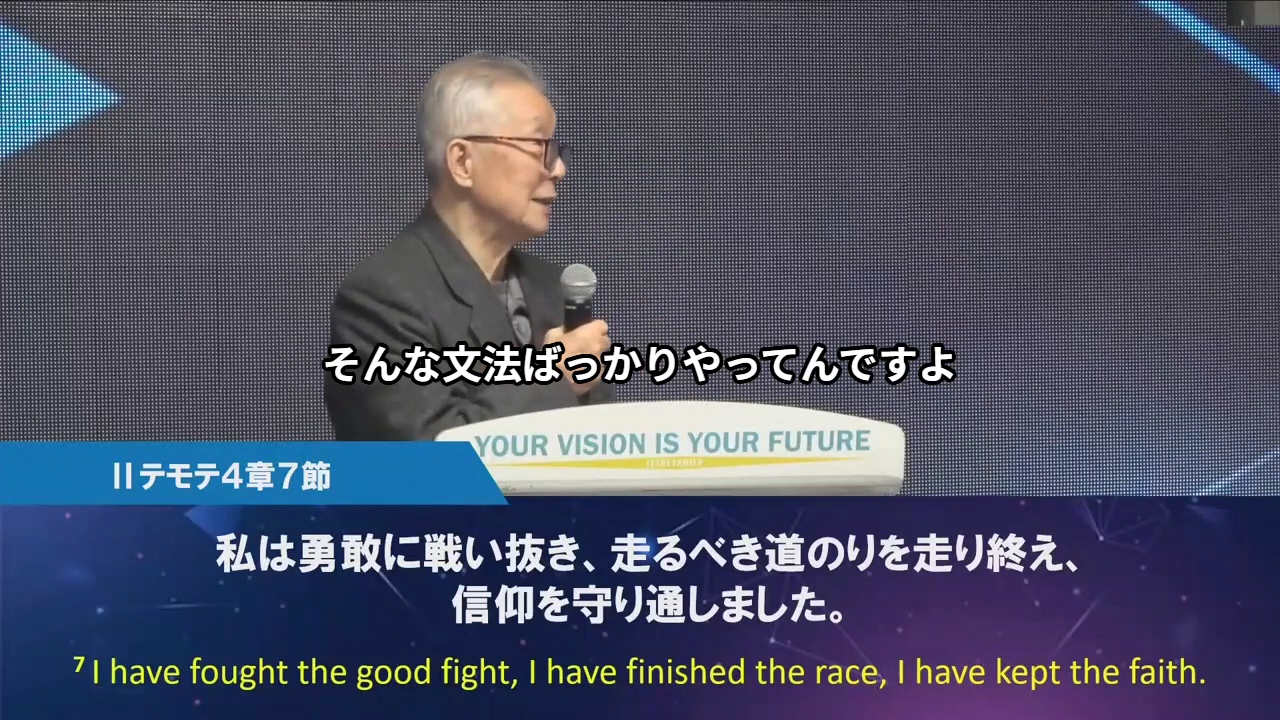 そんな文法ばっかりやってんですよ
YOUR VISION IS YOUR FUTURE
IIテモテ4章7節
私は勇敢に戦い抜き、走るべき道のりを走り終え、
信仰を守り通しました。
7 I have fought the good fight, I have finished the race, I have kept the faith.